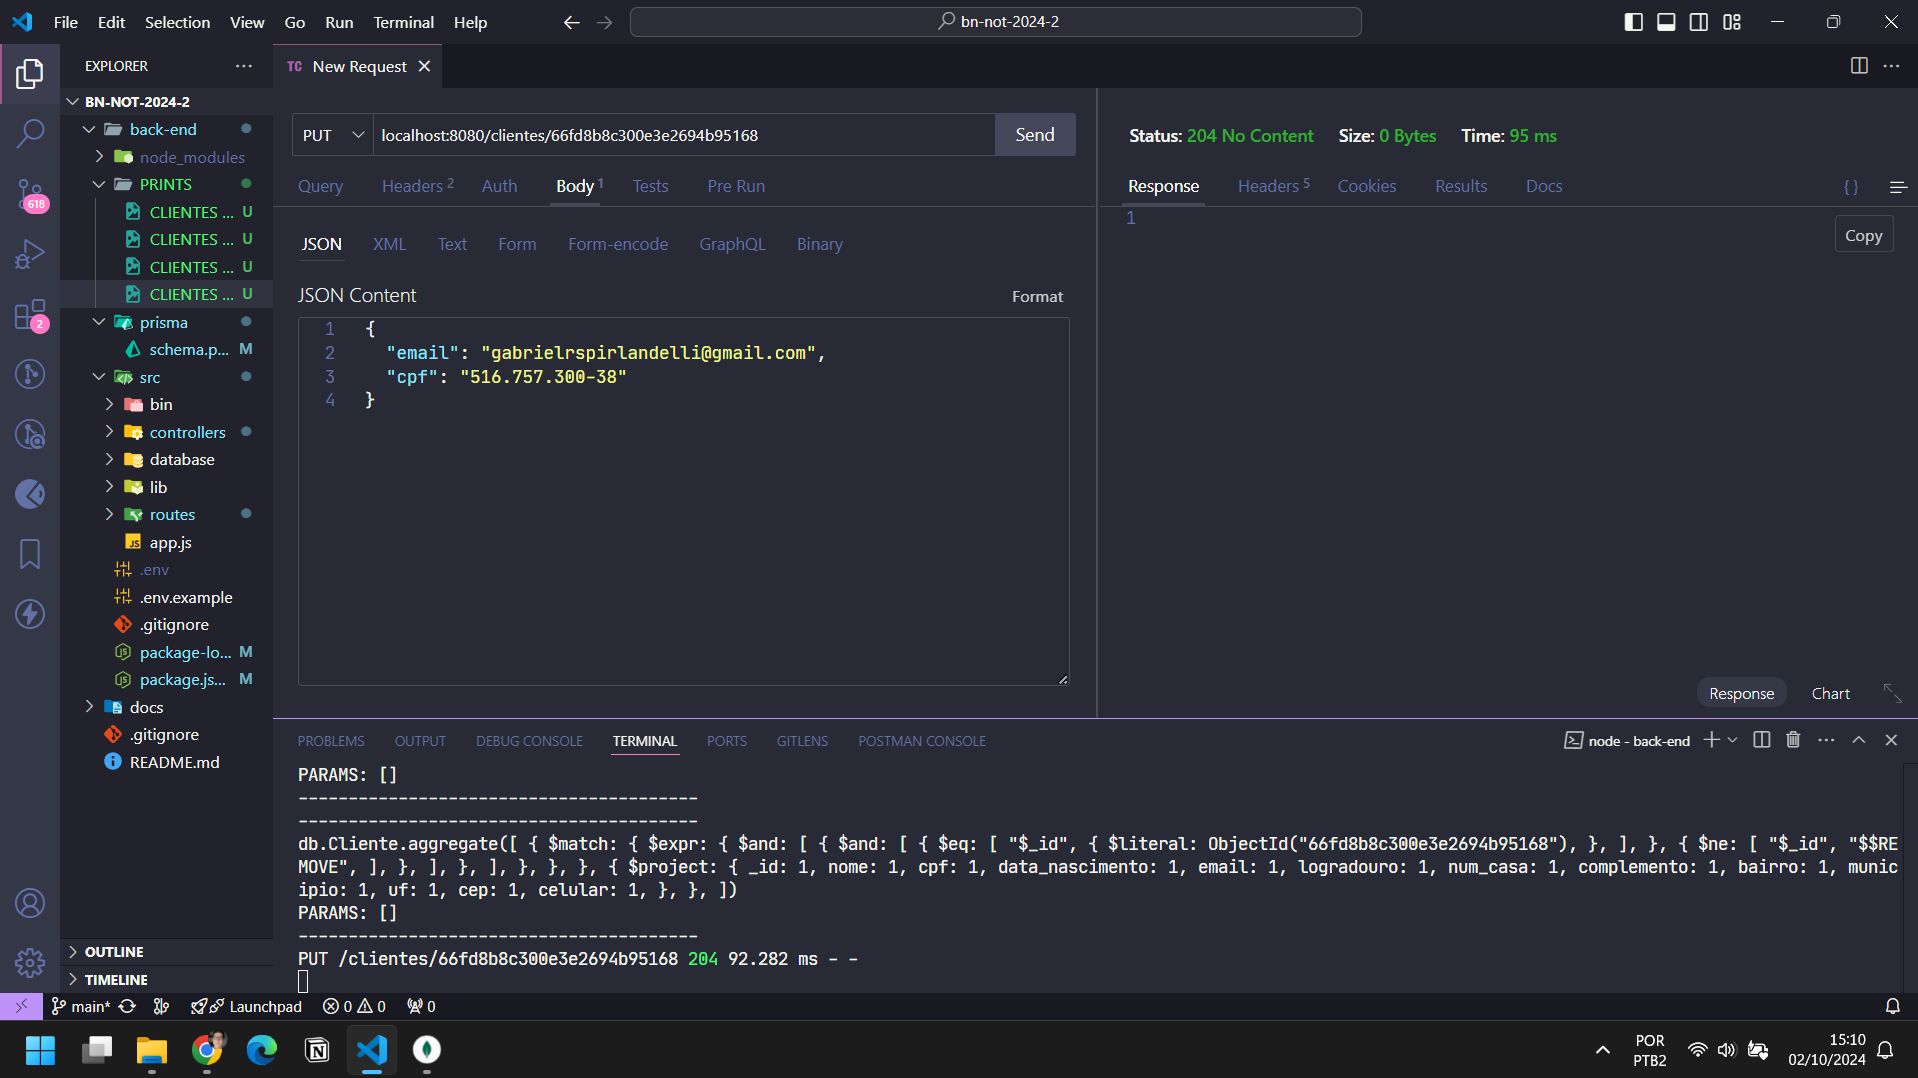 File Edit Selection View Go Run Terminal Help
bn-not-2024-2
EXPLORER
TC New Request
BN-NOT-2024-2
back-end
node_modules
PRINTS
CLIENTES ... U
CLIENTES ... U
CLIENTES ... U
CLIENTES ... U
prisma
schema.p... M
src
bin
controllers
database
lib
routes
app.js
.env
.env.example
.gitignore
package-lo... M
package.js... M
docs
.gitignore
README.md
OUTLINE
TIMELINE
618
2
PUT localhost:8080/clientes/66fd8b8c300e3e2694b95168 Send
Query Headers 2 Auth Body 1 Tests Pre Run
JSON XML Text Form Form-encode GraphQL Binary
JSON Content Format
1 {
2 "email": "gabrielrspirlandelli@gmail.com",
3 "cpf": "516.757.300-38"
4 }
Status: 204 No Content Size: 0 Bytes Time: 95 ms
Response Headers 5 Cookies Results Docs { }
1
Copy
Response Chart
PROBLEMS OUTPUT DEBUG CONSOLE TERMINAL PORTS GITLENS POSTMAN CONSOLE
node - back-end
PARAMS: []
----------------------------------------
----------------------------------------
db.Cliente.aggregate([ { $match: { $expr: { $and: [ { $and: [ { $eq: [ "$_id", { $literal: ObjectId("66fd8b8c300e3e2694b95168"), }, ], }, { $ne: [ "$_id", "$$RE
MOVE", ], }, ], }, ], }, }, }, { $project: { _id: 1, nome: 1, cpf: 1, data_nascimento: 1, email: 1, logradouro: 1, num_casa: 1, complemento: 1, bairro: 1, munic
ipio: 1, uf: 1, cep: 1, celular: 1, }, }, ])
PARAMS: []
----------------------------------------
PUT /clientes/66fd8b8c300e3e2694b95168 204 92.282 ms - -
main* Launchpad 0 0 0
POR
PTB2
15:10
02/10/2024